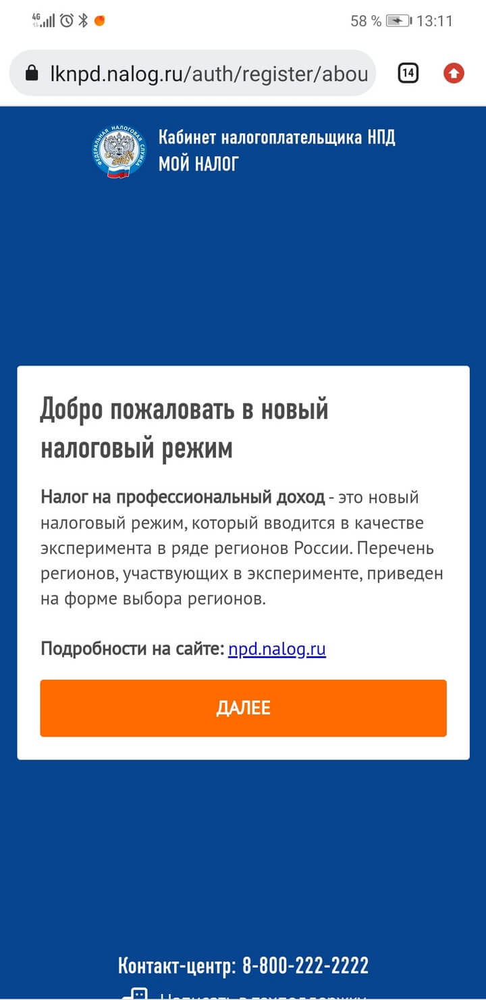 4G
58 %
13:11
lknpd.nalog.ru/auth/register/abou
14
ФЕДЕРАЛЬНАЯ НАЛОГОВАЯ СЛУЖБА
Кабинет налогоплательщика НПД
МОЙ НАЛОГ
Добро пожаловать в новый
налоговый режим
Налог на профессиональный доход - это новый
налоговый режим, который вводится в качестве
эксперимента в ряде регионов России. Перечень
регионов, участвующих в эксперименте, приведен
на форме выбора регионов.
Подробности на сайте: npd.nalog.ru
ДАЛЕЕ
Контакт-центр: 8-800-222-2222
Написать в техподдержку